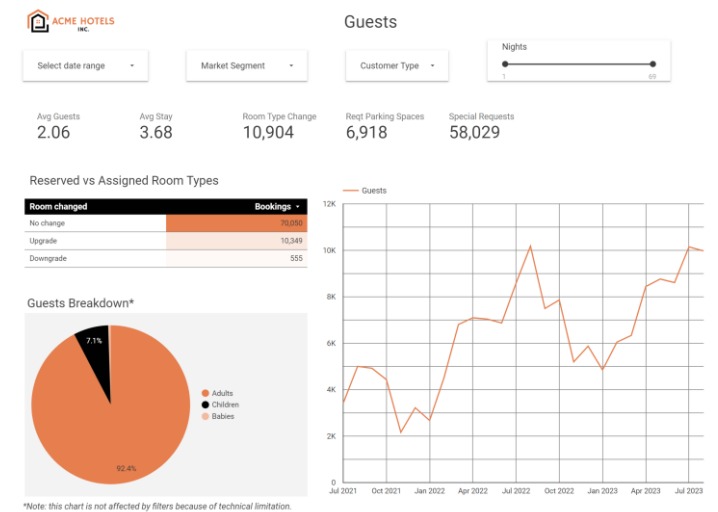 ACME HOTELS
INC.
Guests
Select date range
Market Segment
Customer Type
Nights
1
69
Avg Guests
2.06
Avg Stay
3.68
Room Type Change
10,904
Reqt Parking Spaces
6,918
Special Requests
58,029
Reserved vs Assigned Room Types
Room changed Bookings
No change 70,050
Upgrade 10,349
Downgrade 555
Guests Breakdown*
7.1%
92.4%
Adults
Children
Babies
*Note: this chart is not affected by filters because of technical limitation.
Guests
12K
10K
8K
6K
4K
2K
0
Jul 2021 Oct 2021 Jan 2022 Apr 2022 Jul 2022 Oct 2022 Jan 2023 Apr 2023 Jul 2023